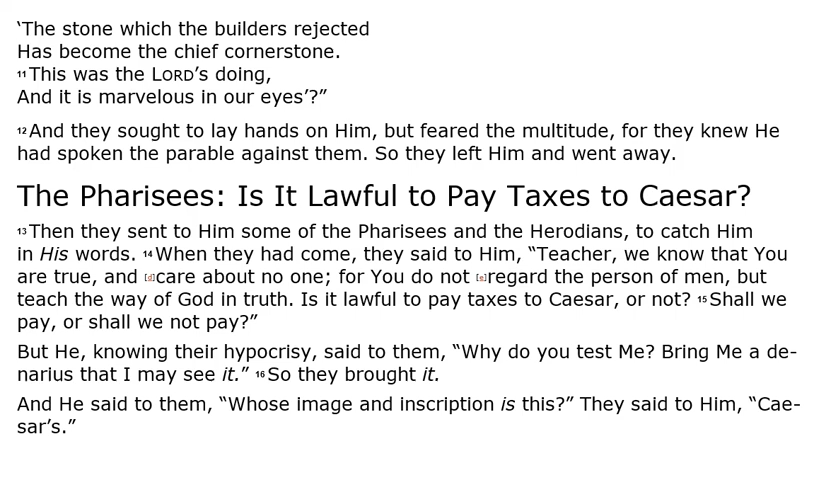 ‘The stone which the builders rejected
Has become the chief cornerstone.
11 This was the LORD’s doing,
And it is marvelous in our eyes’?”
12 And they sought to lay hands on Him, but feared the multitude, for they knew He
had spoken the parable against them. So they left Him and went away.
The Pharisees: Is It Lawful to Pay Taxes to Caesar?
13 Then they sent to Him some of the Pharisees and the Herodians, to catch Him
in His words. 14 When they had come, they said to Him, “Teacher, we know that You
are true, and [d]care about no one; for You do not [e]regard the person of men, but
teach the way of God in truth. Is it lawful to pay taxes to Caesar, or not? 15 Shall we
pay, or shall we not pay?”
But He, knowing their hypocrisy, said to them, “Why do you test Me? Bring Me a de-
narius that I may see it.” 16 So they brought it.
And He said to them, “Whose image and inscription is this?” They said to Him, “Cae-
sar’s.”